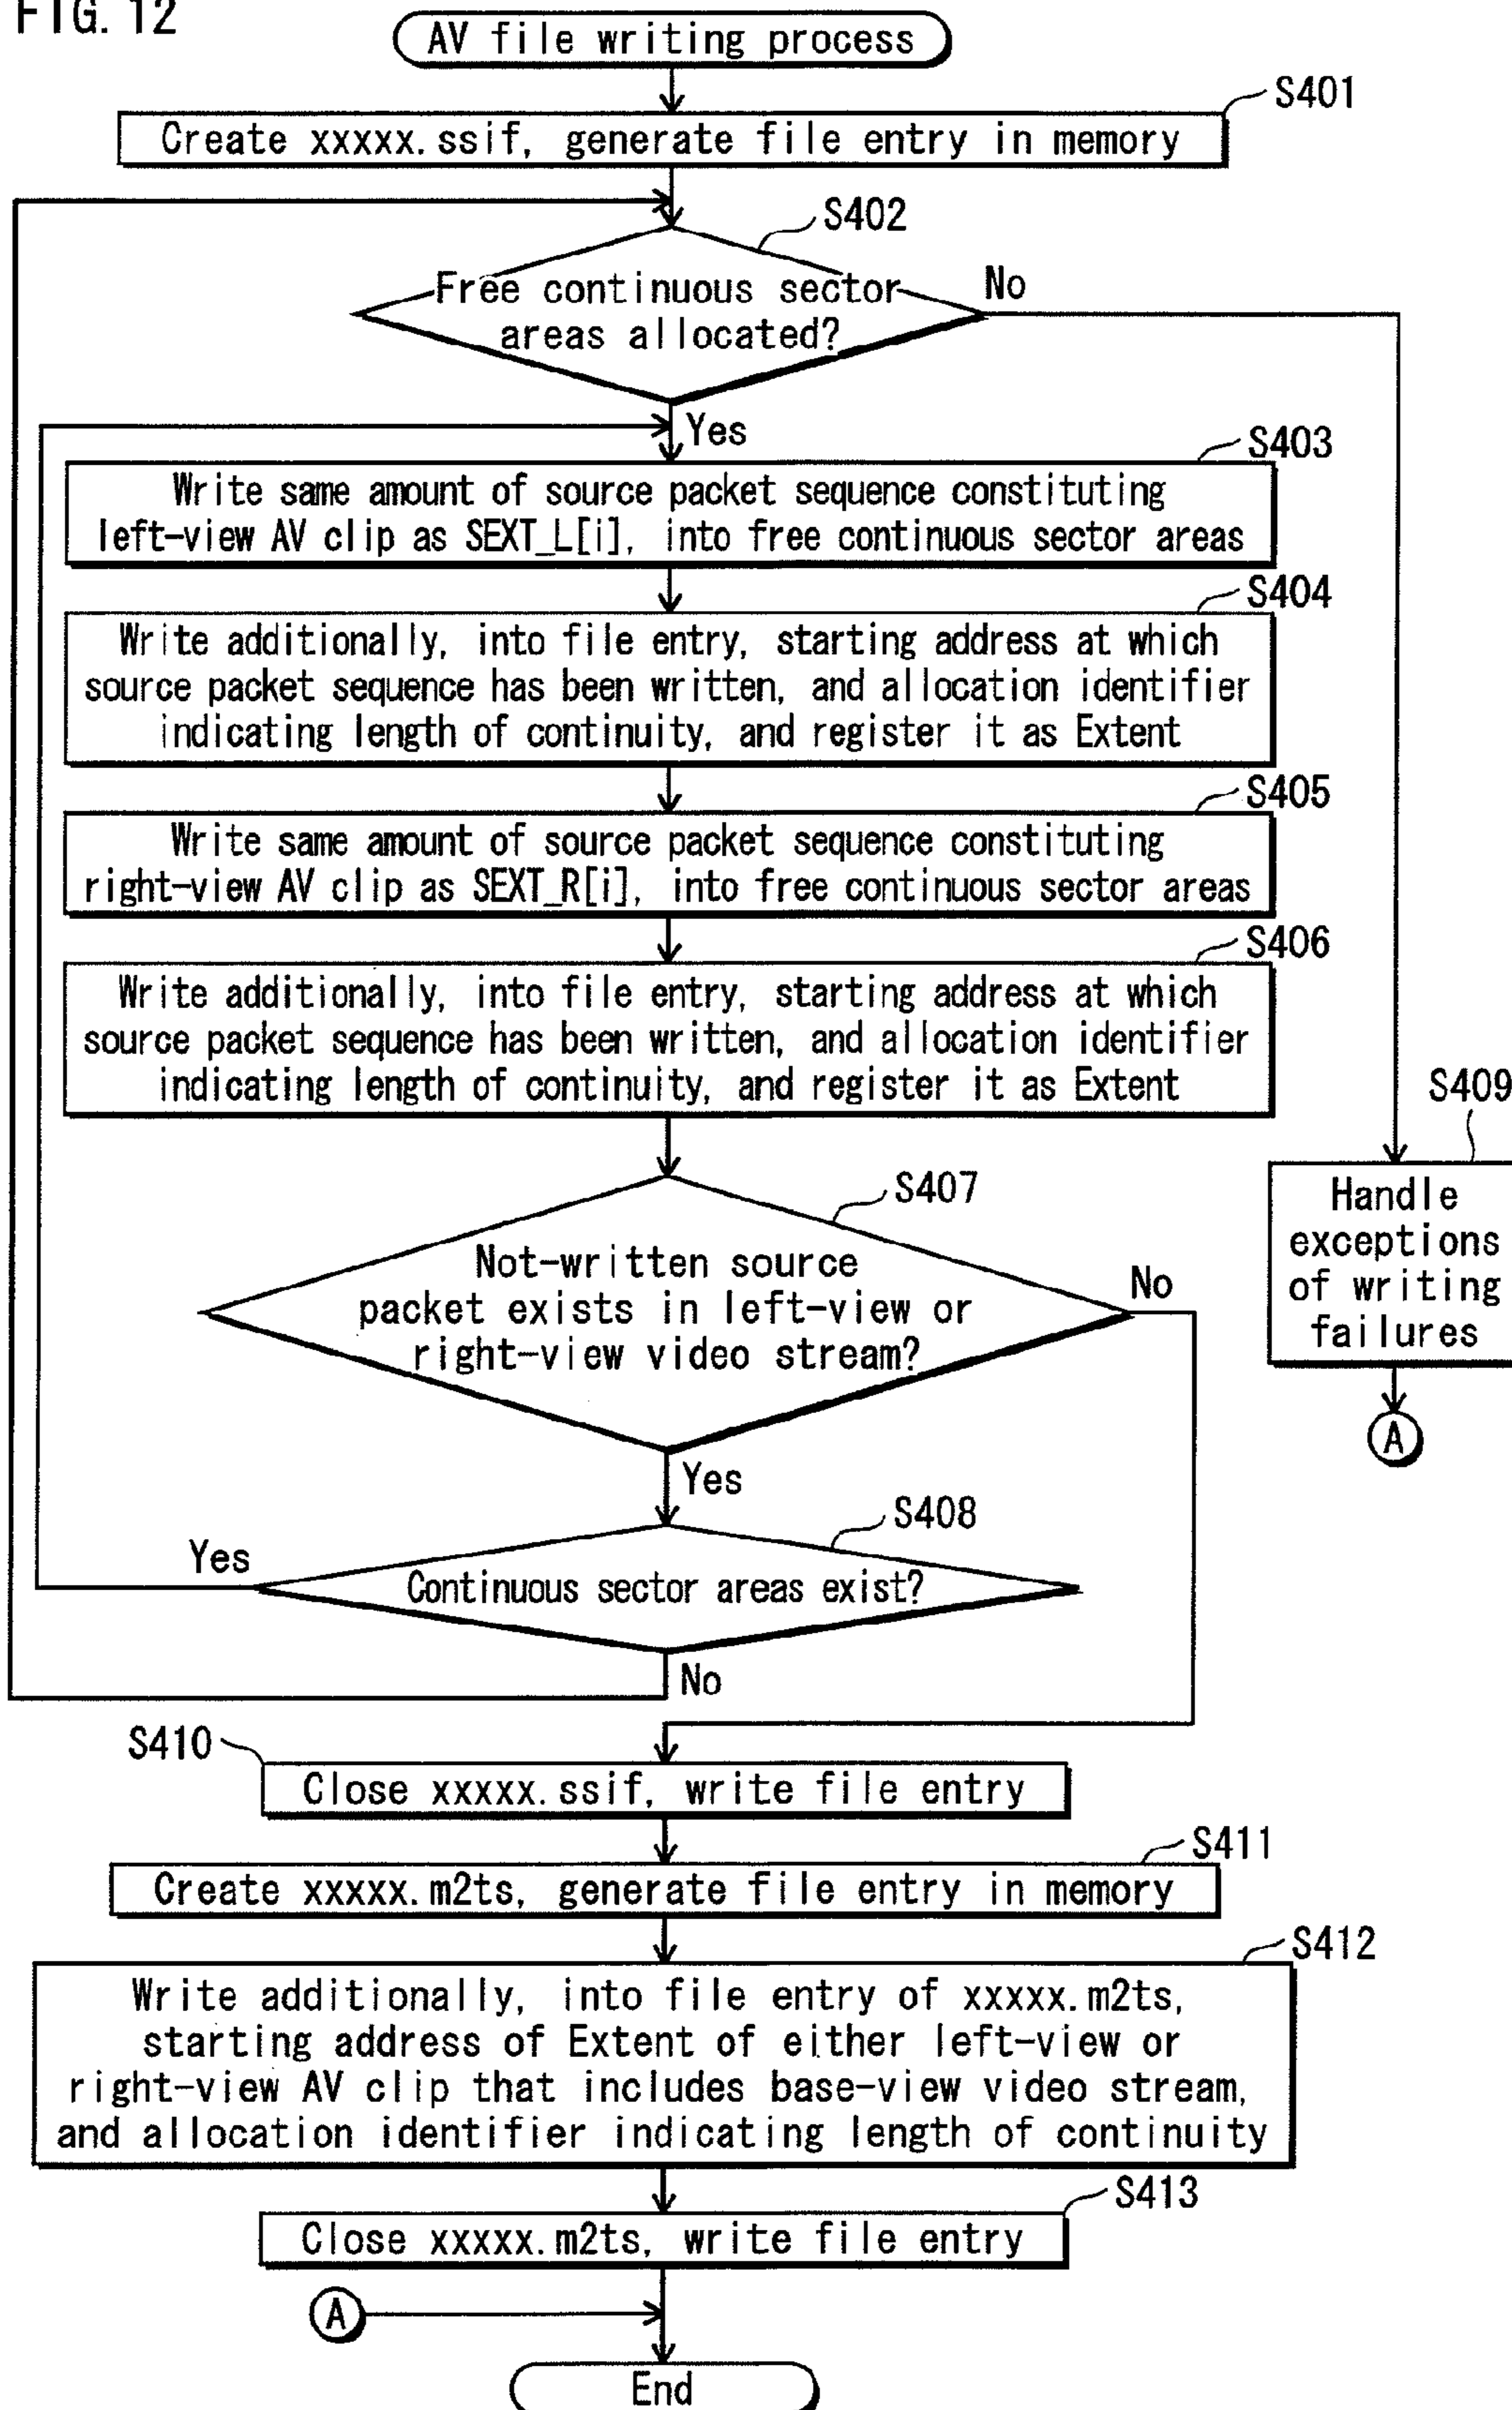 FIG. 12
AV file writing process
S401
Create xxxxx.ssif, generate file entry in memory
S402
Free continuous sector
areas allocated?
No
Yes
S403
Write same amount of source packet sequence constituting
left-view AV clip as SEXT_L[i], into free continuous sector areas
S404
Write additionally, into file entry, starting address at which
source packet sequence has been written, and allocation identifier
indicating length of continuity, and register it as Extent
S405
Write same amount of source packet sequence constituting
right-view AV clip as SEXT_R[i], into free continuous sector areas
S406
Write additionally, into file entry, starting address at which
source packet sequence has been written, and allocation identifier
indicating length of continuity, and register it as Extent
S409
Handle
exceptions
of writing
failures
A
S407
Not-written source
packet exists in left-view or
right-view video stream?
No
Yes
S408
Yes
Continuous sector areas exist?
No
S410
Close xxxxx.ssif, write file entry
S411
Create xxxxx.m2ts, generate file entry in memory
S412
Write additionally, into file entry of xxxxx.m2ts,
starting address of Extent of either left-view or
right-view AV clip that includes base-view video stream,
and allocation identifier indicating length of continuity
S413
Close xxxxx.m2ts, write file entry
A
End